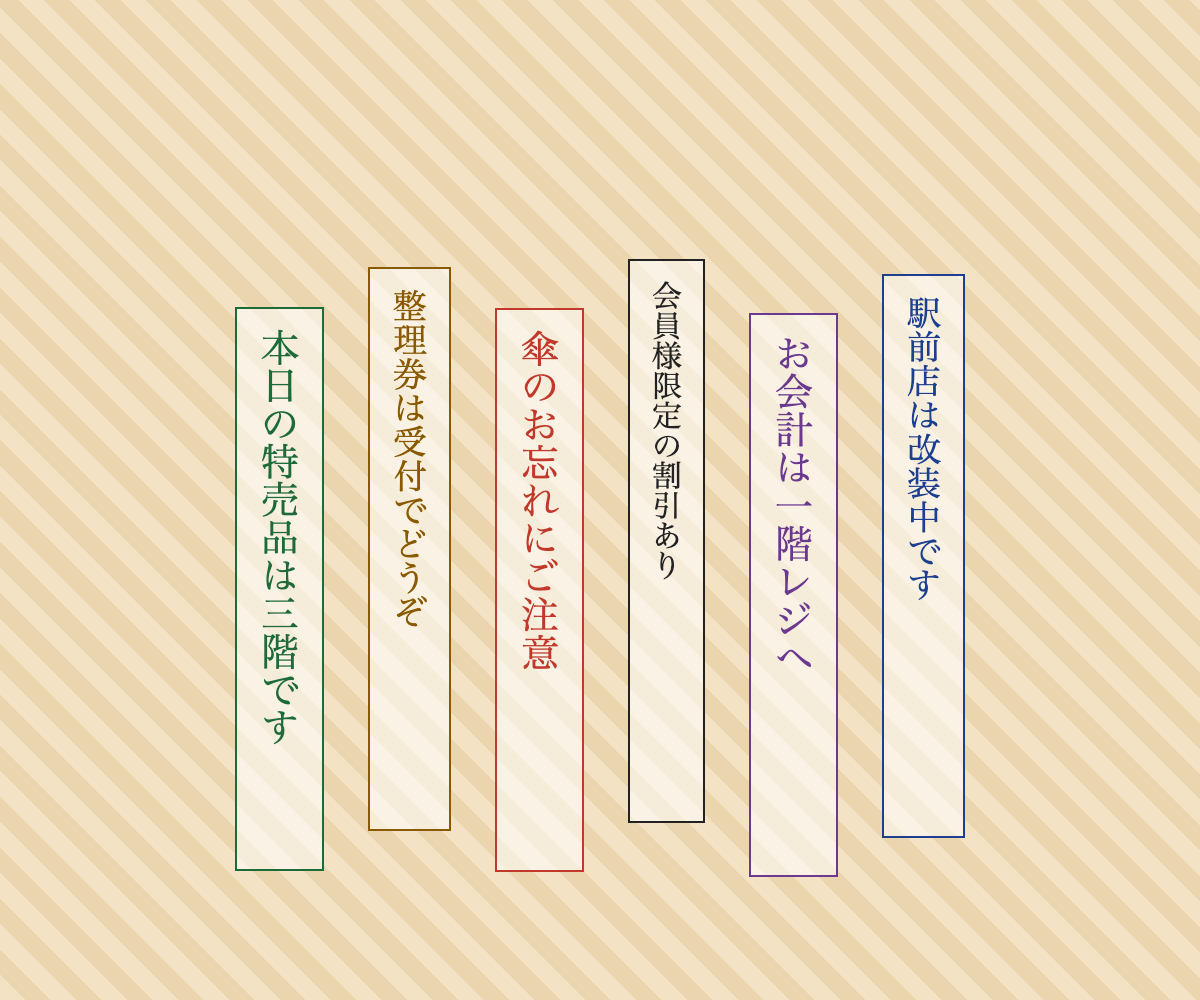 駅前店は改装中です
お会計は一階レジへ
会員様限定の割引あり
傘のお忘れにご注意
整理券は受付でどうぞ
本日の特売品は三階です